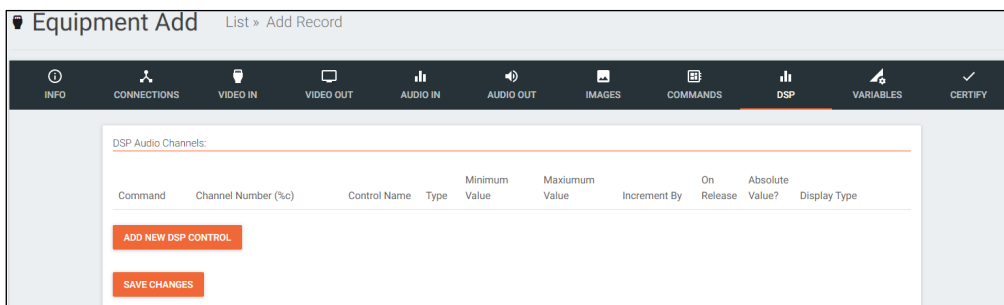 Equipment Add List » Add Record
INFO CONNECTIONS VIDEO IN VIDEO OUT AUDIO IN AUDIO OUT IMAGES COMMANDS DSP VARIABLES CERTIFY
DSP Audio Channels:
Minimum Maxiumum On Absolute
Command Channel Number (%c) Control Name Type Value Value Increment By Release Value? Display Type
ADD NEW DSP CONTROL
SAVE CHANGES